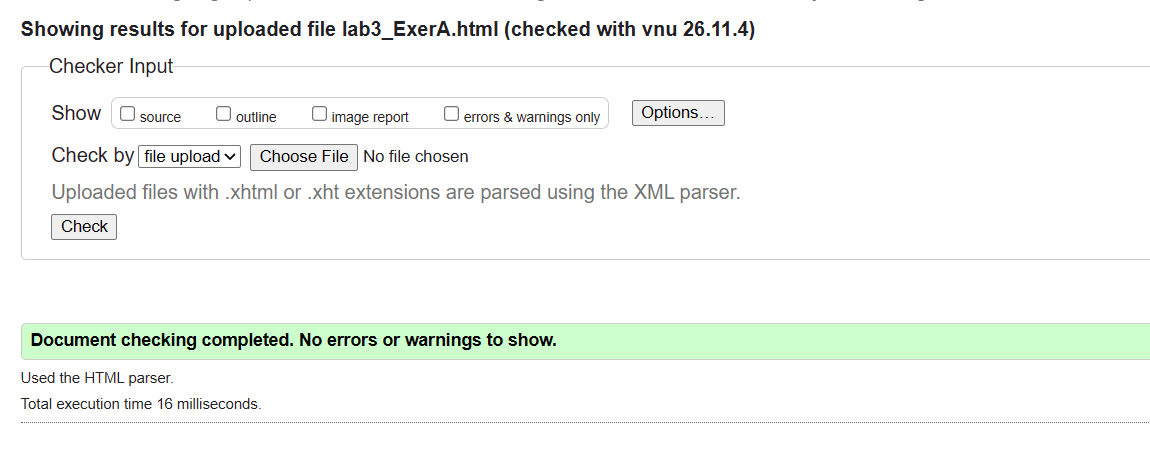 Showing results for uploaded file lab3_ExerA.html (checked with vnu 26.11.4)
Checker Input
Show source outline image report errors & warnings only Options...
Check by file upload Choose File No file chosen
Uploaded files with .xhtml or .xht extensions are parsed using the XML parser.
Check
Document checking completed. No errors or warnings to show.
Used the HTML parser.
Total execution time 16 milliseconds.